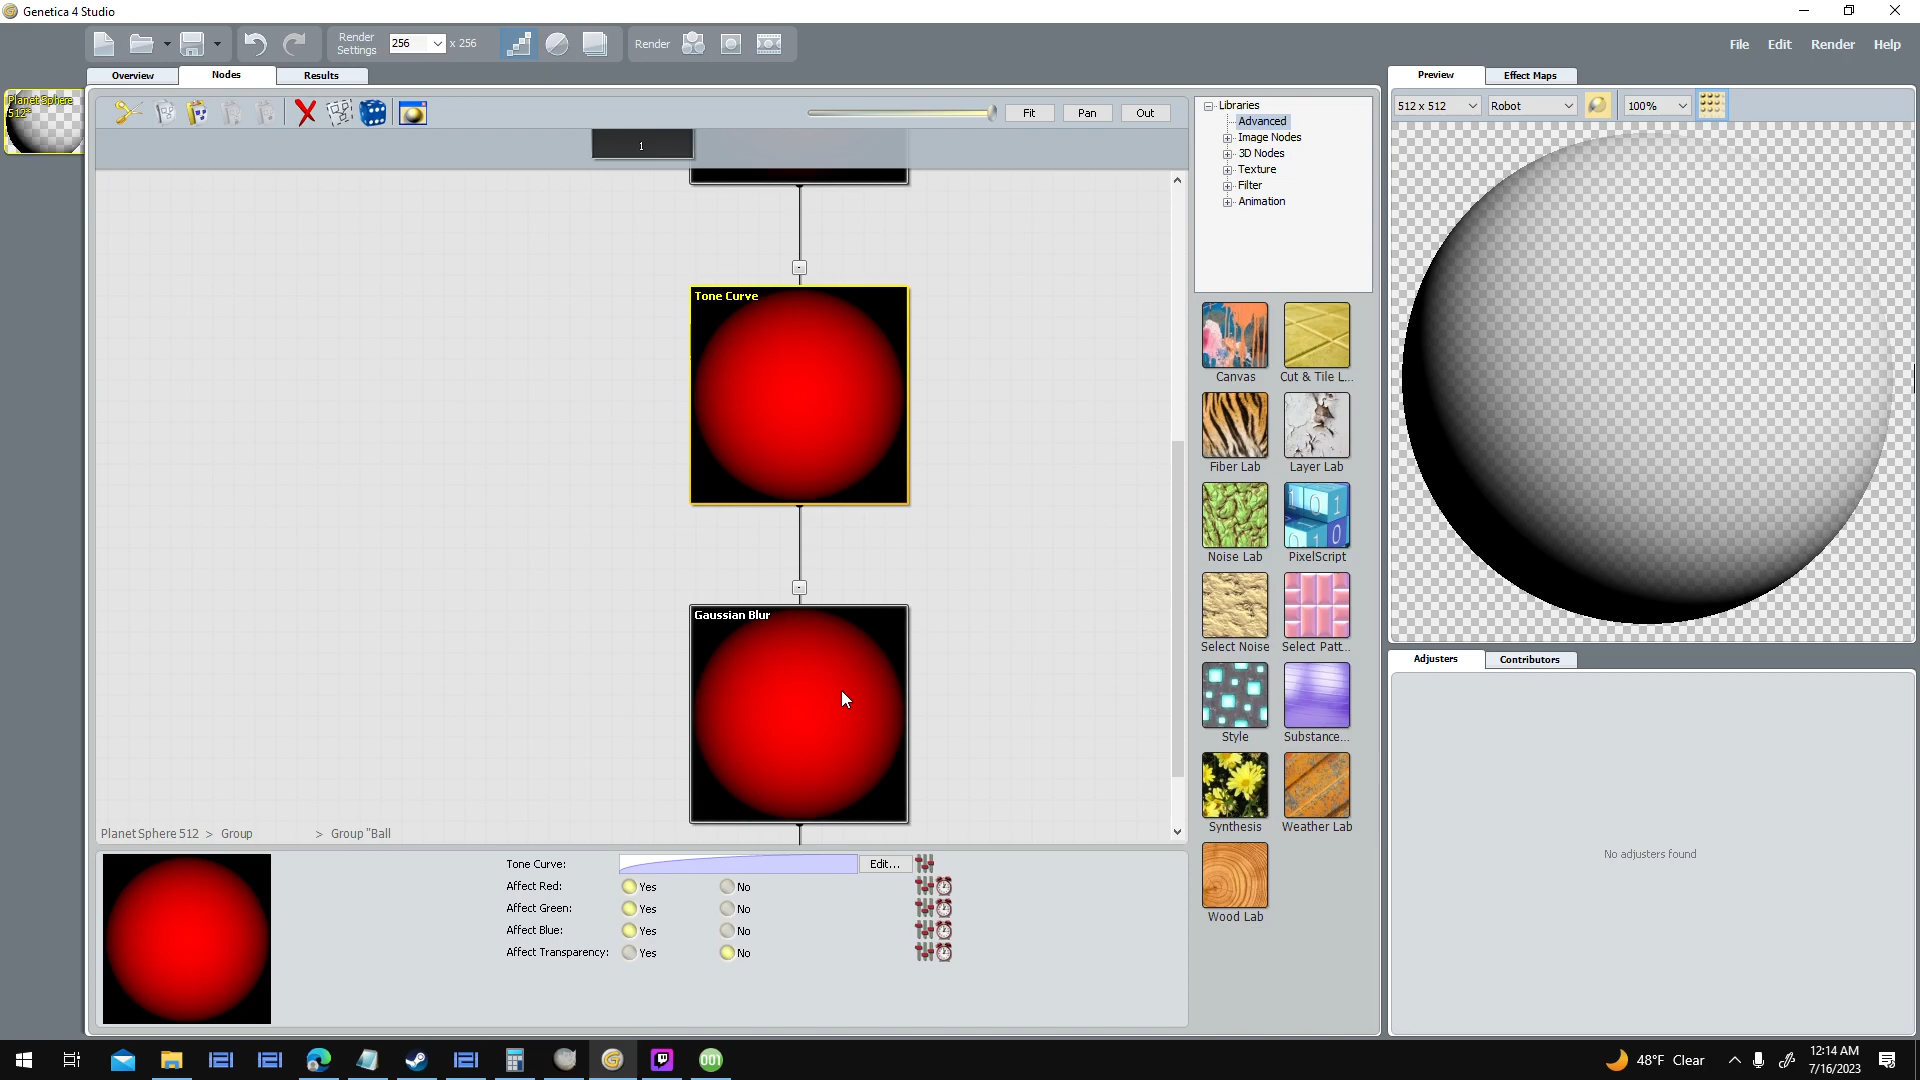 Genetica 4 Studio
Render Settings 256 x 256
Render
File Edit Render Help
Overview Nodes Results
Planet Sphere 512
Fit Pan Out
1
Tone Curve
Gaussian Blur
Planet Sphere 512 > Group > Group "Ball
Tone Curve: Edit...
Affect Red: Yes No
Affect Green: Yes No
Affect Blue: Yes No
Affect Transparency: Yes No
Libraries
Advanced
Image Nodes
3D Nodes
Texture
Filter
Animation
Canvas Cut & Tile L...
Fiber Lab Layer Lab
Noise Lab PixelScript
Select Noise Select Patt...
Style Substance...
Synthesis Weather Lab
Wood Lab
Preview Effect Maps
512 x 512 Robot 100%
Adjusters Contributors
No adjusters found
001
48°F Clear
12:14 AM
7/16/2023